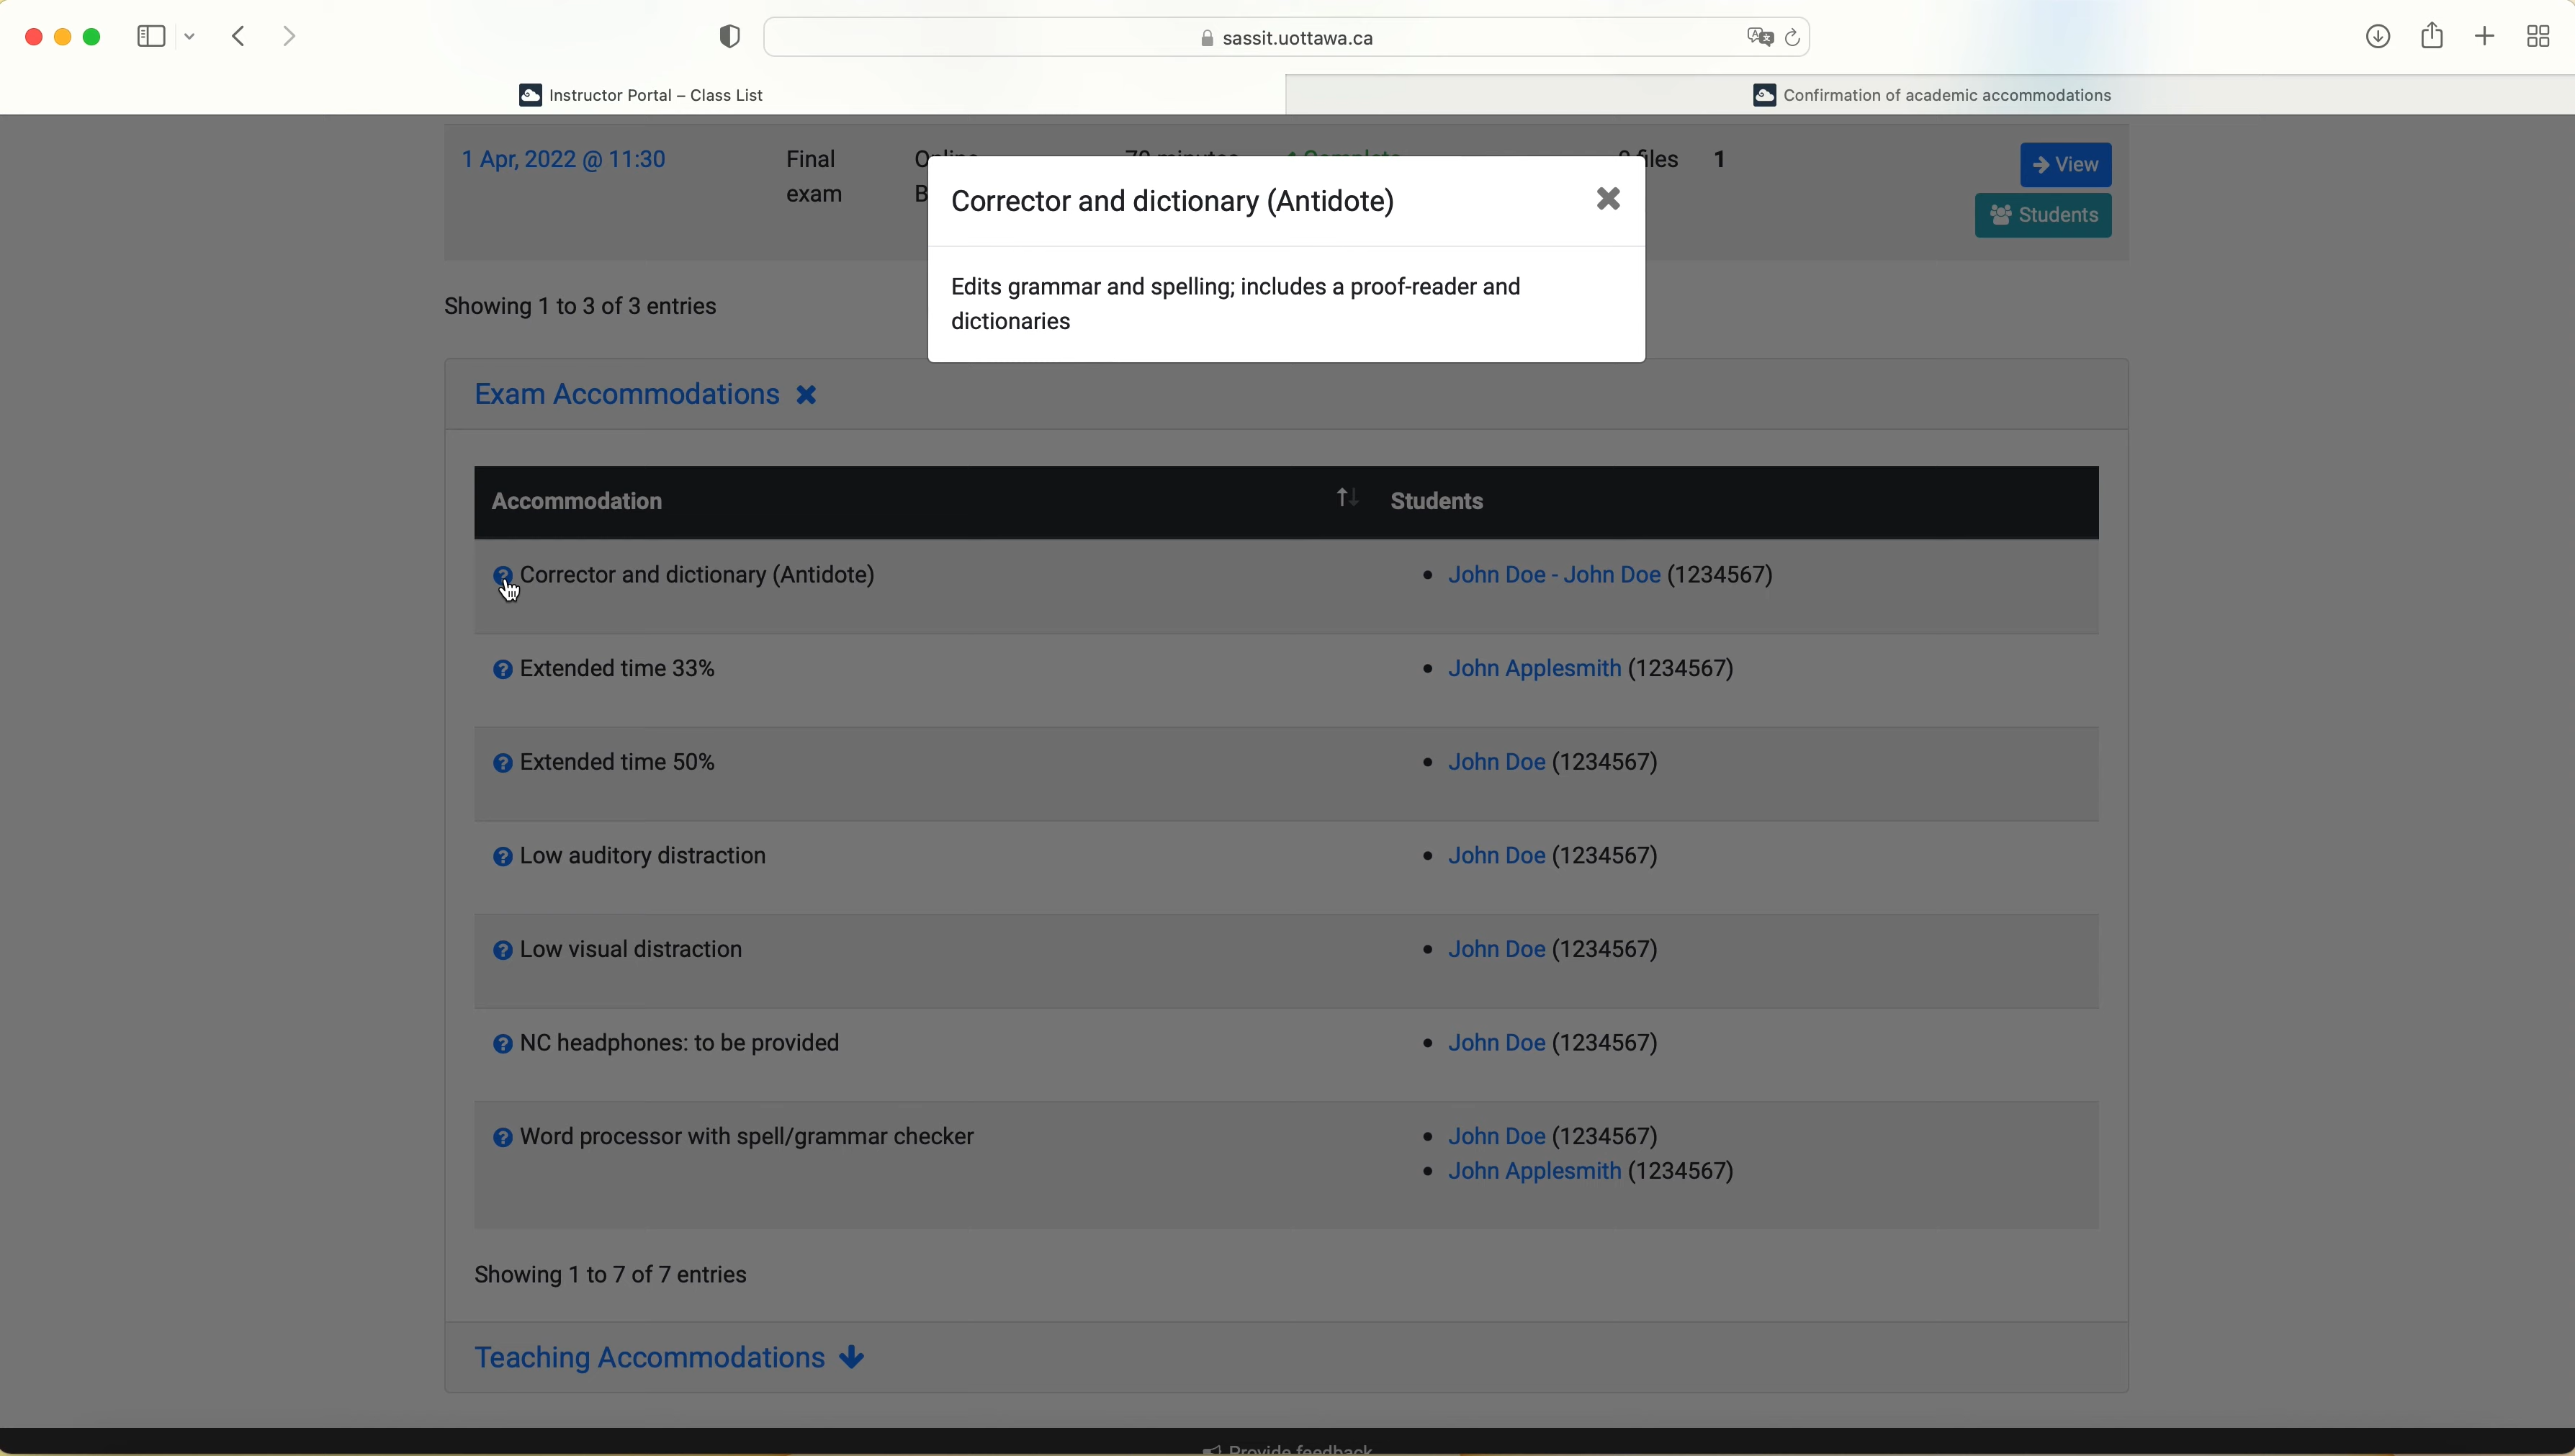 sassit.uottawa.ca
Instructor Portal – Class List
Confirmation of academic accommodations
1 Apr, 2022 @ 11:30
Final
exam
files
1
View
Students
Corrector and dictionary (Antidote)
Edits grammar and spelling; includes a proof-reader and
dictionaries
Showing 1 to 3 of 3 entries
Exam Accommodations
Accommodation
Students
Corrector and dictionary (Antidote)
John Doe - John Doe (1234567)
Extended time 33%
John Applesmith (1234567)
Extended time 50%
John Doe (1234567)
Low auditory distraction
John Doe (1234567)
Low visual distraction
John Doe (1234567)
NC headphones: to be provided
John Doe (1234567)
Word processor with spell/grammar checker
John Doe (1234567)
John Applesmith (1234567)
Showing 1 to 7 of 7 entries
Teaching Accommodations
Provide feedback